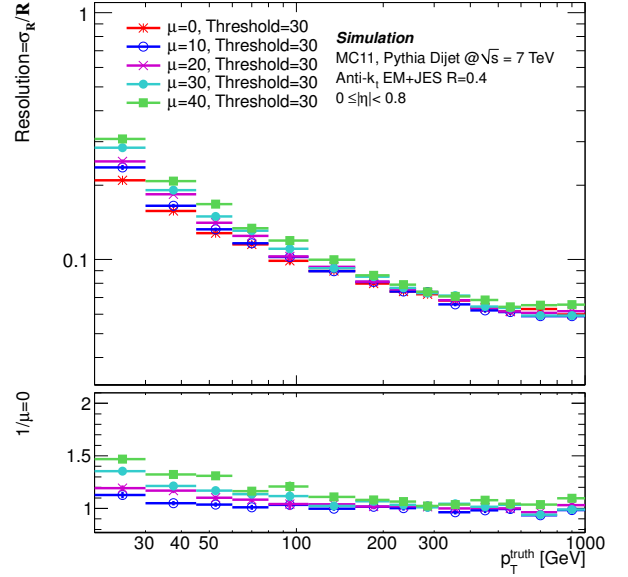 1
μ=0, Threshold=30
μ=10, Threshold=30
μ=20, Threshold=30
μ=30, Threshold=30
μ=40, Threshold=30
Simulation
MC11, Pythia Dijet @√s = 7 TeV
Anti-kt EM+JES R=0.4
0 ≤|η|< 0.8
Resolution=σR/R
0.1
2
1.5
1
1/μ=0
30 40 50 100 200 300 1000
pTtruth [GeV]